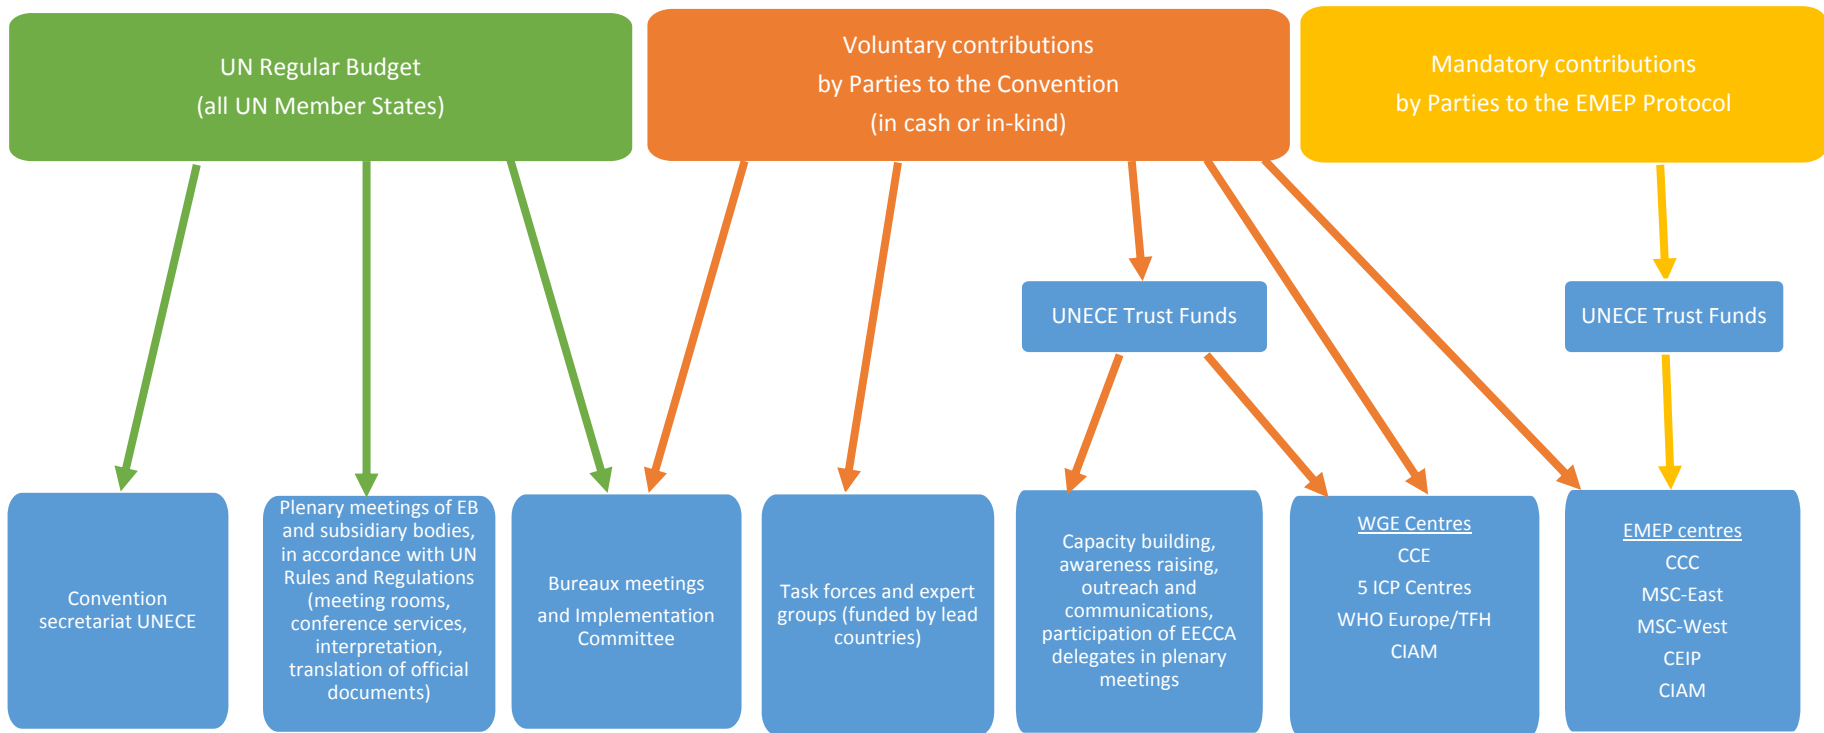 UN Regular Budget
(all UN Member States)
Voluntary contributions
by Parties to the Convention
(in cash or in-kind)
Mandatory contributions
by Parties to the EMEP Protocol
UNECE Trust Funds
UNECE Trust Funds
Convention
secretariat UNECE
Plenary meetings of EB
and subsidiary bodies,
in accordance with UN
Rules and Regulations
(meeting rooms,
conference services,
interpretation,
translation of official
documents)
Bureaux meetings
and Implementation
Committee
Task forces and expert
groups (funded by lead
countries)
Capacity building,
awareness raising,
outreach and
communications,
participation of EECCA
delegates in plenary
meetings
WGE Centres
CCE
5 ICP Centres
WHO Europe/TFH
CIAM
EMEP centres
CCC
MSC-East
MSC-West
CEIP
CIAM